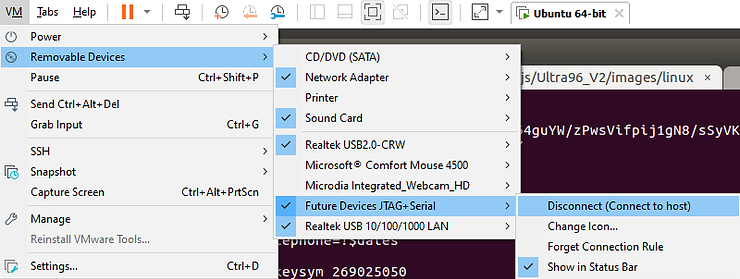 VM Tabs Help
Ubuntu 64-bit ×
Power >
Removable Devices >
Pause Ctrl+Shift+P
Send Ctrl+Alt+Del
Grab Input Ctrl+G
SSH >
Snapshot >
Capture Screen Ctrl+Alt+PrtScn
Manage >
Reinstall VMware Tools...
Settings... Ctrl+D
CD/DVD (SATA) >
Network Adapter >
Printer >
Sound Card >
Realtek USB2.0-CRW >
Microsoft® Comfort Mouse 4500 >
Microdia Integrated_Webcam_HD >
Future Devices JTAG+Serial >
Realtek USB 10/100/1000 LAN >
Disconnect (Connect to host)
Change Icon...
Forget Connection Rule
Show in Status Bar
js/Ultra96_V2/images/linux ×
4guYW/zPwsVifpij1gN8/sSyVK
keysym 269025050